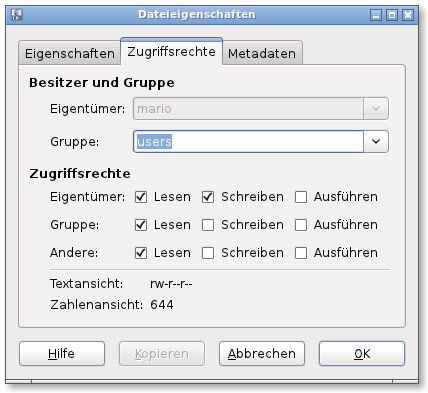 Dateieigenschaften
Eigenschaften Zugriffsrechte Metadaten
Besitzer und Gruppe
Eigentümer: mario
Gruppe: users
Zugriffsrechte
Eigentümer: Lesen Schreiben Ausführen
Gruppe: Lesen Schreiben Ausführen
Andere: Lesen Schreiben Ausführen
Textansicht: rw-r--r--
Zahlenansicht: 644
Hilfe Kopieren Abbrechen OK